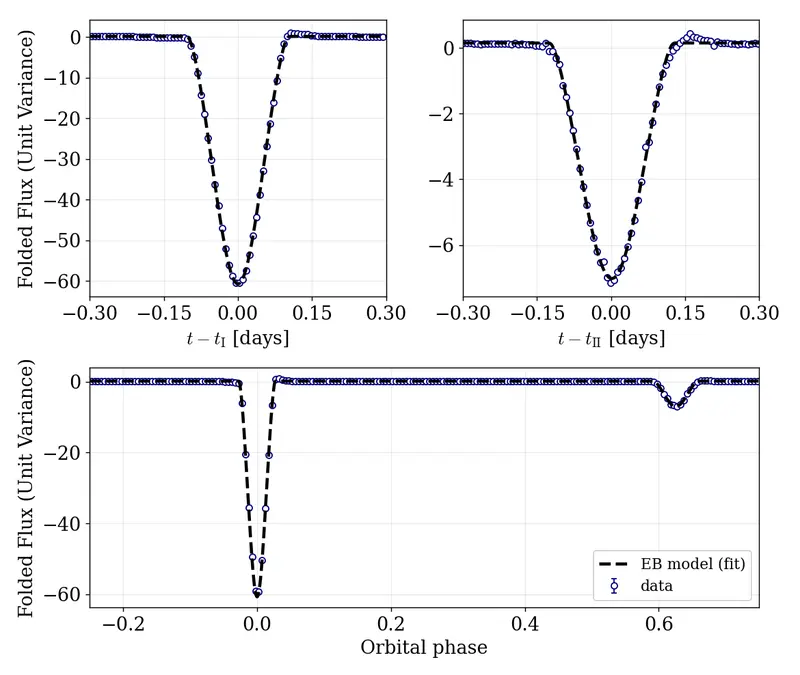 Folded Flux (Unit Variance)
0
−10
−20
−30
−40
−50
−60
−0.30 −0.15 0.00 0.15 0.30
t − tI [days]
0
−2
−4
−6
−0.30 −0.15 0.00 0.15 0.30
t − tII [days]
Folded Flux (Unit Variance)
0
−20
−40
−60
EB model (fit)
data
−0.2 0.0 0.2 0.4 0.6
Orbital phase